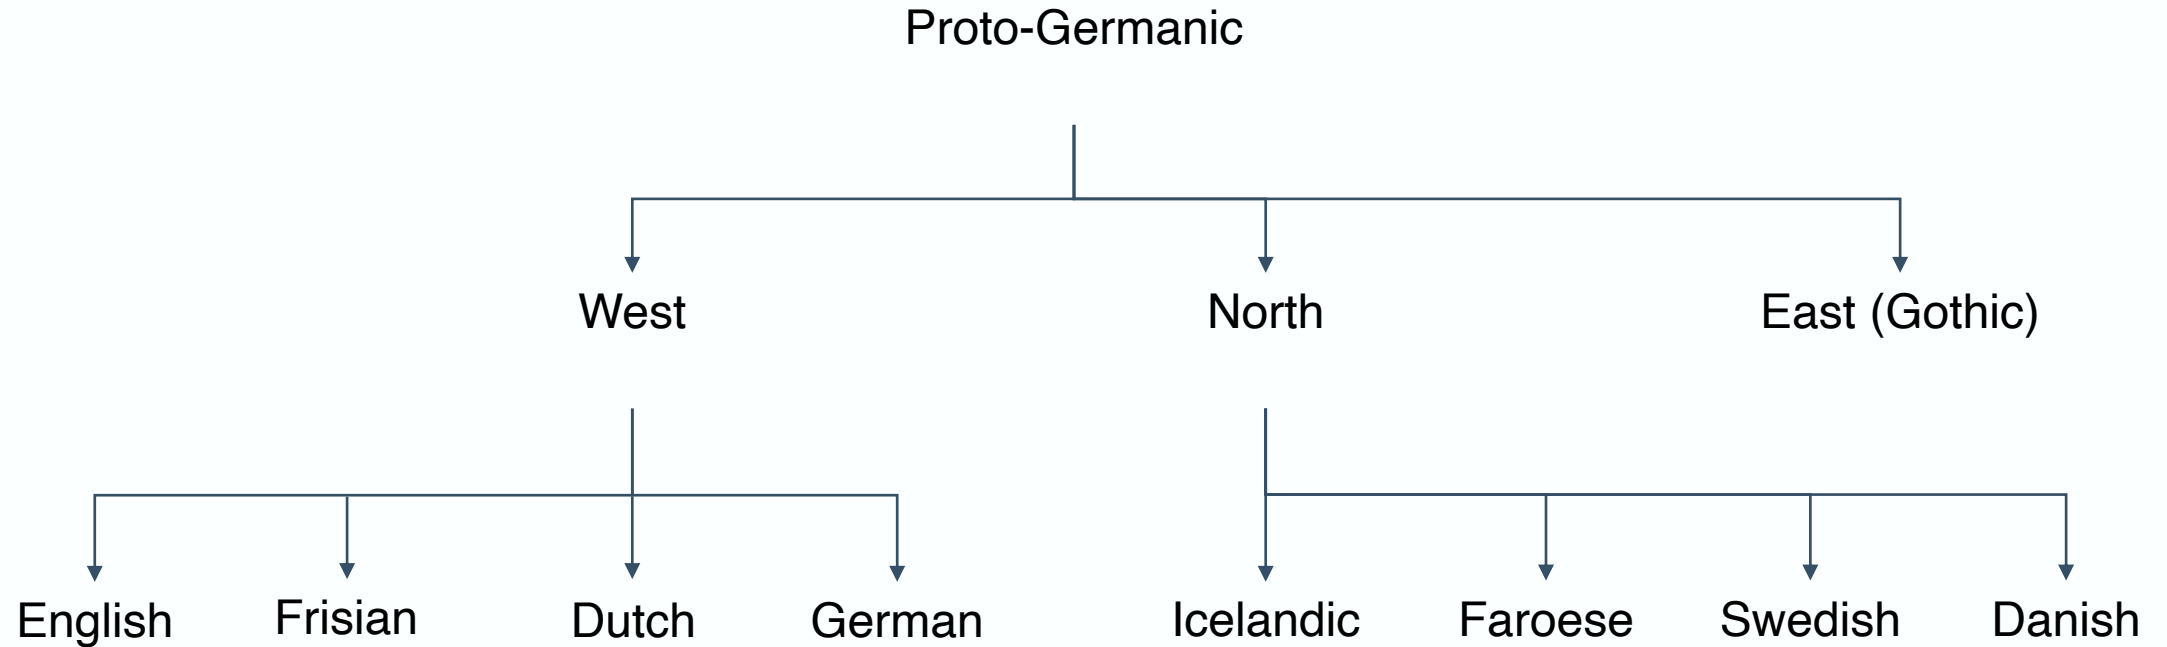 Proto-Germanic
West North East (Gothic)
English Frisian Dutch German Icelandic Faroese Swedish Danish